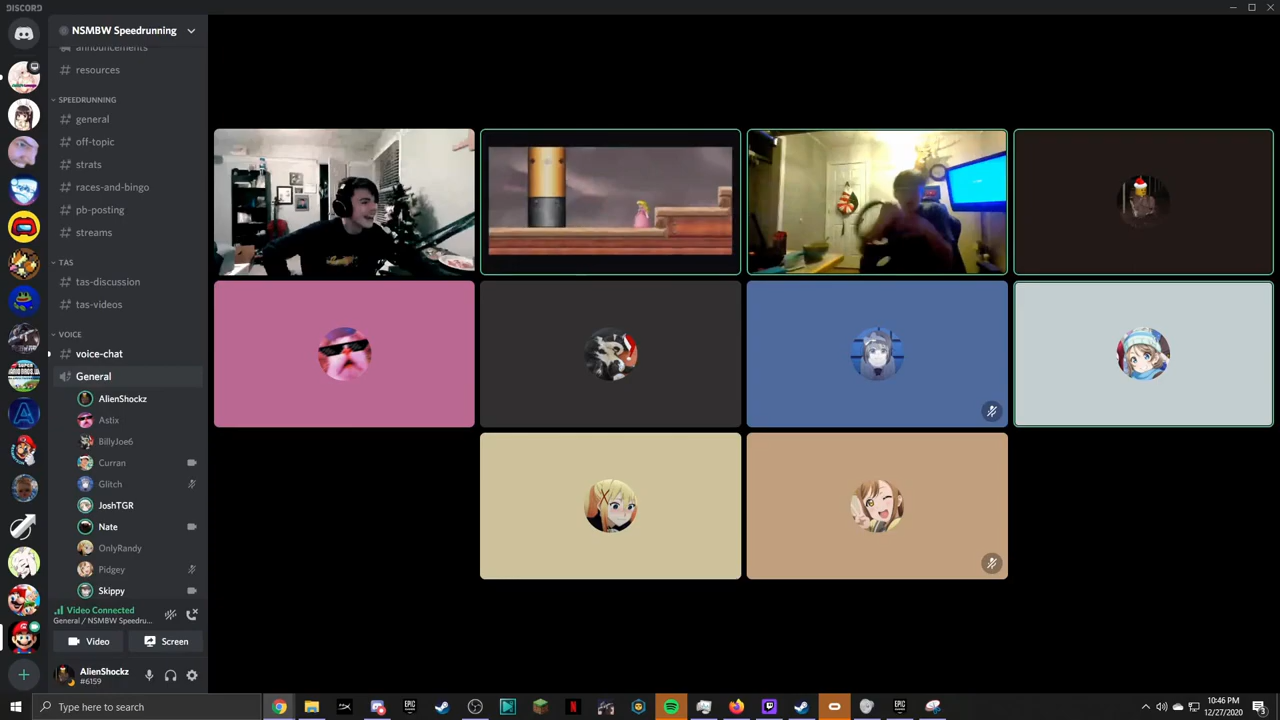 DISCORD
NSMBW Speedrunning
announcements
resources
SPEEDRUNNING
general
off-topic
strats
races-and-bingo
pb-posting
streams
TAS
tas-discussion
tas-videos
VOICE
voice-chat
General
AlienShockz
Astix
BillyJoe6
Curran
Glitch
JoshTGR
Nate
OnlyRandy
Pidgey
Skippy
Video Connected
General / NSMBW Speedru...
Video
Screen
AlienShockz
#6159
Type here to search
10:46 PM
12/27/2020